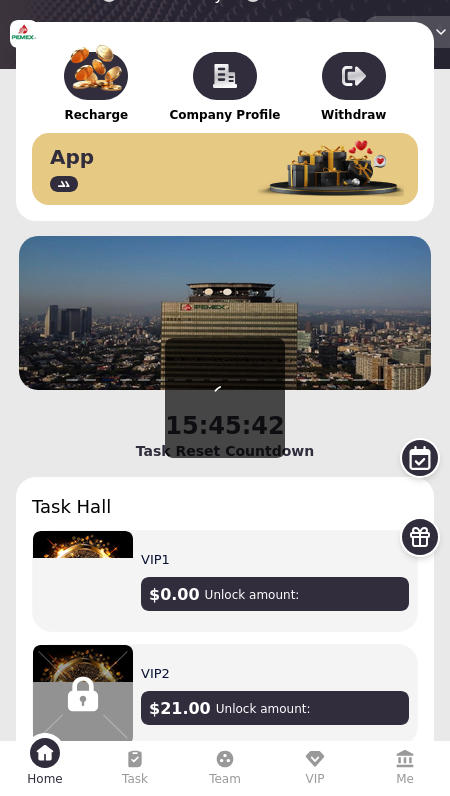 PEMEX
Recharge
Company Profile
Withdraw
App
PEMEX
15:45:42
Task Reset Countdown
Task Hall
VIP1
$0.00 Unlock amount:
VIP2
$21.00 Unlock amount:
Home
Task
Team
VIP
Me